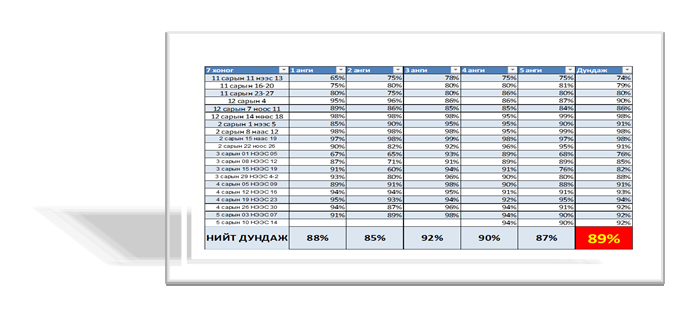 7 хоног 1 анги 2 анги 3 анги 4 анги 5 анги Дундаж
11 сарын 11 нээс 13 65% 75% 78% 75% 75% 74%
11 сарын 16-20 75% 80% 80% 80% 81% 79%
11 сарын 23-27 80% 75% 80% 86% 80% 80%
12 сарын 4 95% 96% 86% 86% 87% 90%
12 сарын 7 ноос 11 89% 86% 85% 85% 84% 86%
12 сарын 14 нөөс 18 98% 98% 98% 95% 99% 98%
2 сарын 1 нээс 5 85% 90% 95% 95% 90% 91%
2 сарын 8 наас 12 98% 98% 98% 95% 99% 98%
2 сарын 15 наас 19 97% 98% 98% 99% 98% 98%
2 сарын 22 ноос 26 90% 82% 92% 96% 95% 91%
3 сарын 01 НЭЭС 05 67% 65% 93% 89% 68% 76%
3 сарын 08 НЭЭС 12 87% 71% 91% 89% 89% 85%
3 сарын 15 НЭЭС 19 91% 60% 94% 91% 76% 82%
3 сарын 29 НЭЭС 4-2 93% 80% 96% 90% 80% 88%
4 сарын 05 НЭЭС 09 89% 91% 98% 90% 88% 91%
4 сарын 12 НЭЭС 16 94% 94% 95% 91% 91% 93%
4 сарын 19 НЭЭС 23 95% 93% 94% 92% 95% 94%
4 сарын 26 НЭЭС 30 94% 87% 96% 94% 91% 92%
5 сарын 03 НЭЭС 07 91% 89% 98% 94% 90% 92%
5 сарын 10 НЭЭС 14 94% 90% 92%
НИЙТ ДУНДАЖ 88% 85% 92% 90% 87% 89%